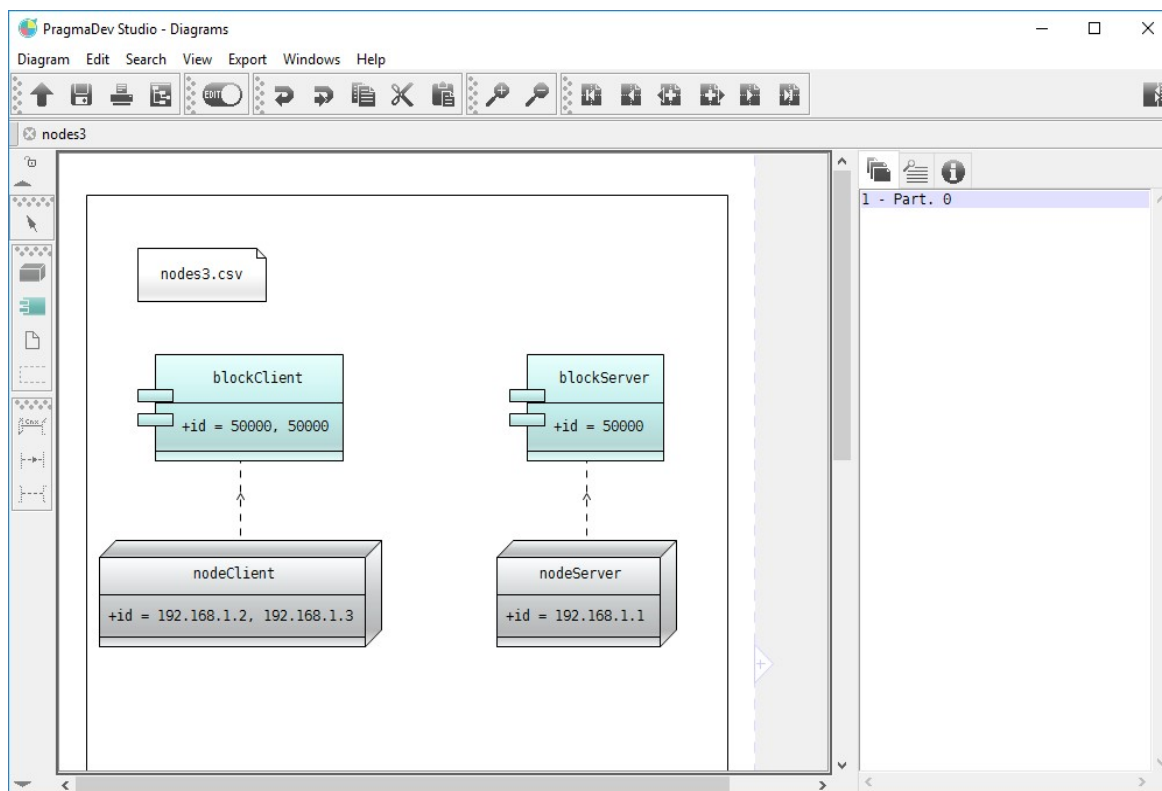 PragmaDev Studio - Diagrams
Diagram Edit Search View Export Windows Help
EDIT
nodes3
1 - Part. 0
nodes3.csv
blockClient
+id = 50000, 50000
blockServer
+id = 50000
nodeClient
+id = 192.168.1.2, 192.168.1.3
nodeServer
+id = 192.168.1.1